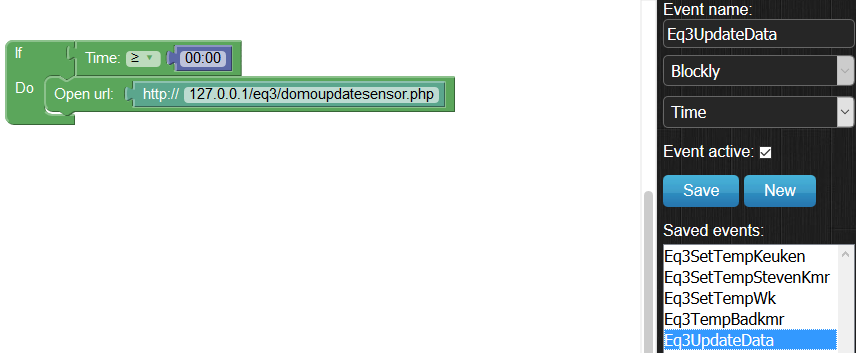 If
Time: ≥ ▾ 00:00
Do
Open url: http:// 127.0.0.1/eq3/domoupdatesensor.php
Event name:
Eq3UpdateData
Blockly
Time
Event active:
Save New
Saved events:
Eq3SetTempKeuken
Eq3SetTempStevenKmr
Eq3SetTempWk
Eq3TempBadkmr
Eq3UpdateData